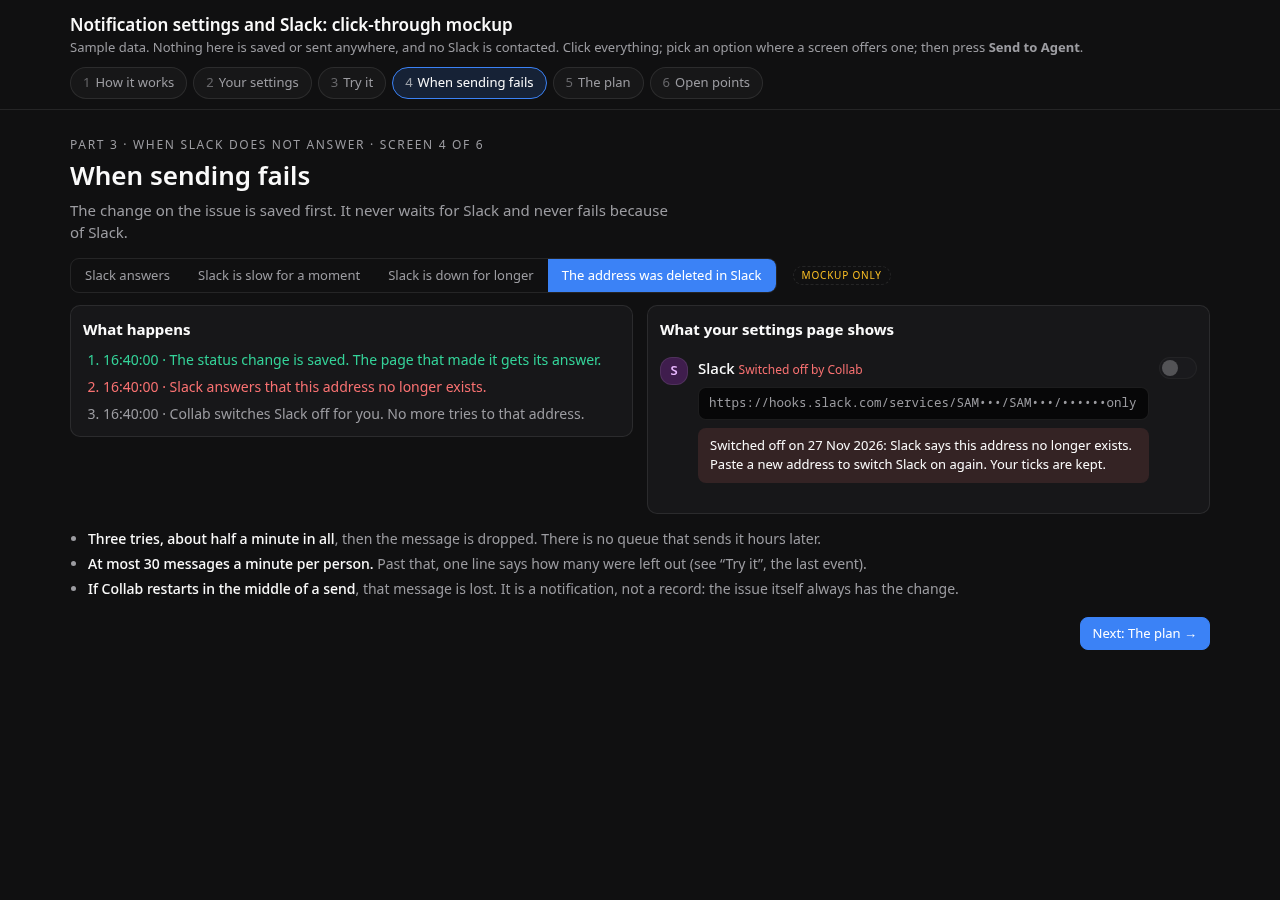 Notification settings and Slack: click-through mockup
Sample data. Nothing here is saved or sent anywhere, and no Slack is contacted. Click everything; pick an option where a screen offers one; then press Send to Agent.
1 How it works
2 Your settings
3 Try it
4 When sending fails
5 The plan
6 Open points
PART 3 · WHEN SLACK DOES NOT ANSWER · SCREEN 4 OF 6
When sending fails
The change on the issue is saved first. It never waits for Slack and never fails because
of Slack.
Slack answers
Slack is slow for a moment
Slack is down for longer
The address was deleted in Slack
MOCKUP ONLY
What happens
1. 16:40:00 · The status change is saved. The page that made it gets its answer.
2. 16:40:00 · Slack answers that this address no longer exists.
3. 16:40:00 · Collab switches Slack off for you. No more tries to that address.
What your settings page shows
S
Slack Switched off by Collab
https://hooks.slack.com/services/SAM•••/SAM•••/••••••only
Switched off on 27 Nov 2026: Slack says this address no longer exists.
Paste a new address to switch Slack on again. Your ticks are kept.
• Three tries, about half a minute in all, then the message is dropped. There is no queue that sends it hours later.
• At most 30 messages a minute per person. Past that, one line says how many were left out (see “Try it”, the last event).
• If Collab restarts in the middle of a send, that message is lost. It is a notification, not a record: the issue itself always has the change.
Next: The plan →